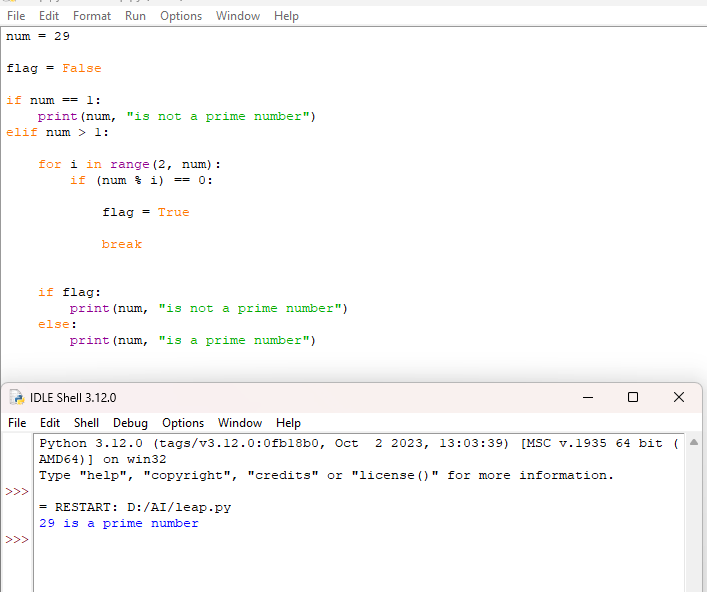 File Edit Format Run Options Window Help
num = 29
flag = False
if num == 1:
    print(num, "is not a prime number")
elif num > 1:
    for i in range(2, num):
        if (num % i) == 0:
            flag = True
            break
    if flag:
        print(num, "is not a prime number")
    else:
        print(num, "is a prime number")
IDLE Shell 3.12.0
File Edit Shell Debug Options Window Help
Python 3.12.0 (tags/v3.12.0:0fb18b0, Oct  2 2023, 13:03:39) [MSC v.1935 64 bit (
AMD64)] on win32
Type "help", "copyright", "credits" or "license()" for more information.
>>>
= RESTART: D:/AI/leap.py
29 is a prime number
>>>